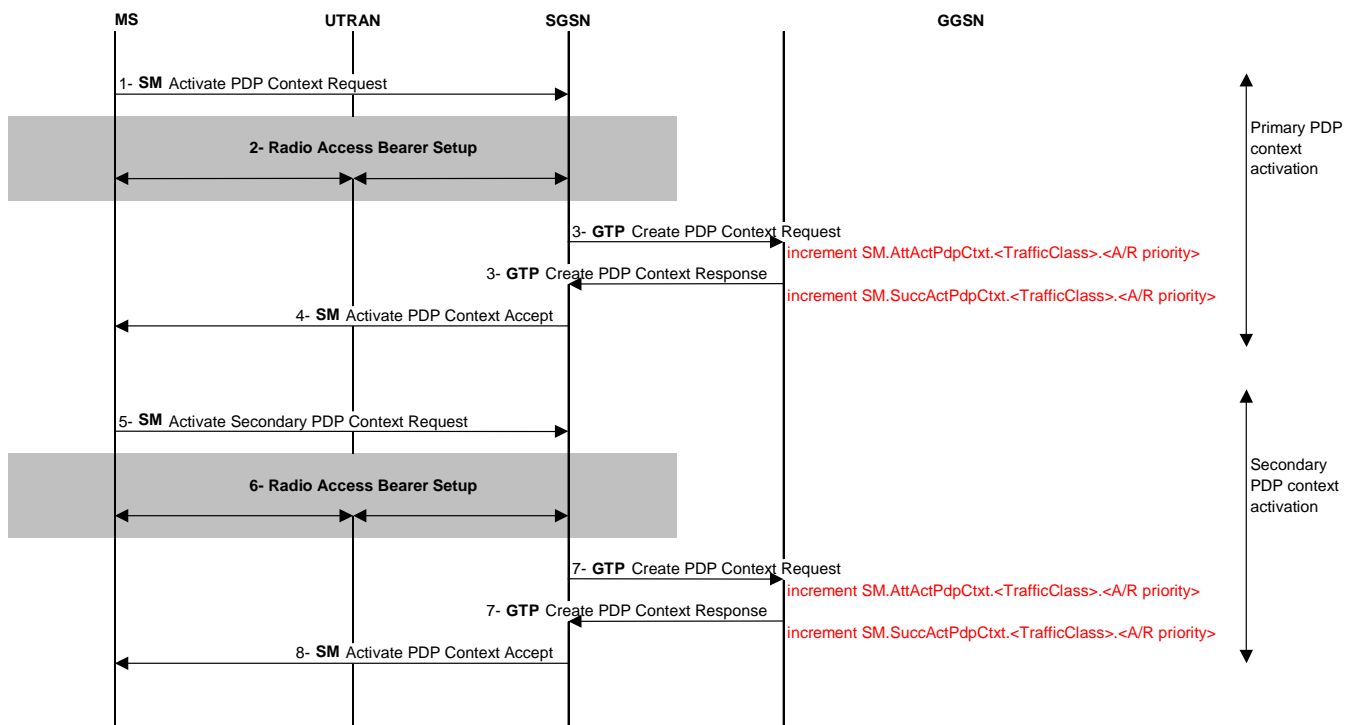 MS UTRAN SGSN GGSN
1- SM Activate PDP Context Request
Primary PDP
context
activation
2- Radio Access Bearer Setup
3- GTP Create PDP Context Request
increment SM.AttActPdpCtxt.<TrafficClass>.<A/R priority>
3- GTP Create PDP Context Response
increment SM.SuccActPdpCtxt.<TrafficClass>.<A/R priority>
4- SM Activate PDP Context Accept
5- SM Activate Secondary PDP Context Request
Secondary
PDP context
activation
6- Radio Access Bearer Setup
7- GTP Create PDP Context Request
increment SM.AttActPdpCtxt.<TrafficClass>.<A/R priority>
7- GTP Create PDP Context Response
increment SM.SuccActPdpCtxt.<TrafficClass>.<A/R priority>
8- SM Activate PDP Context Accept